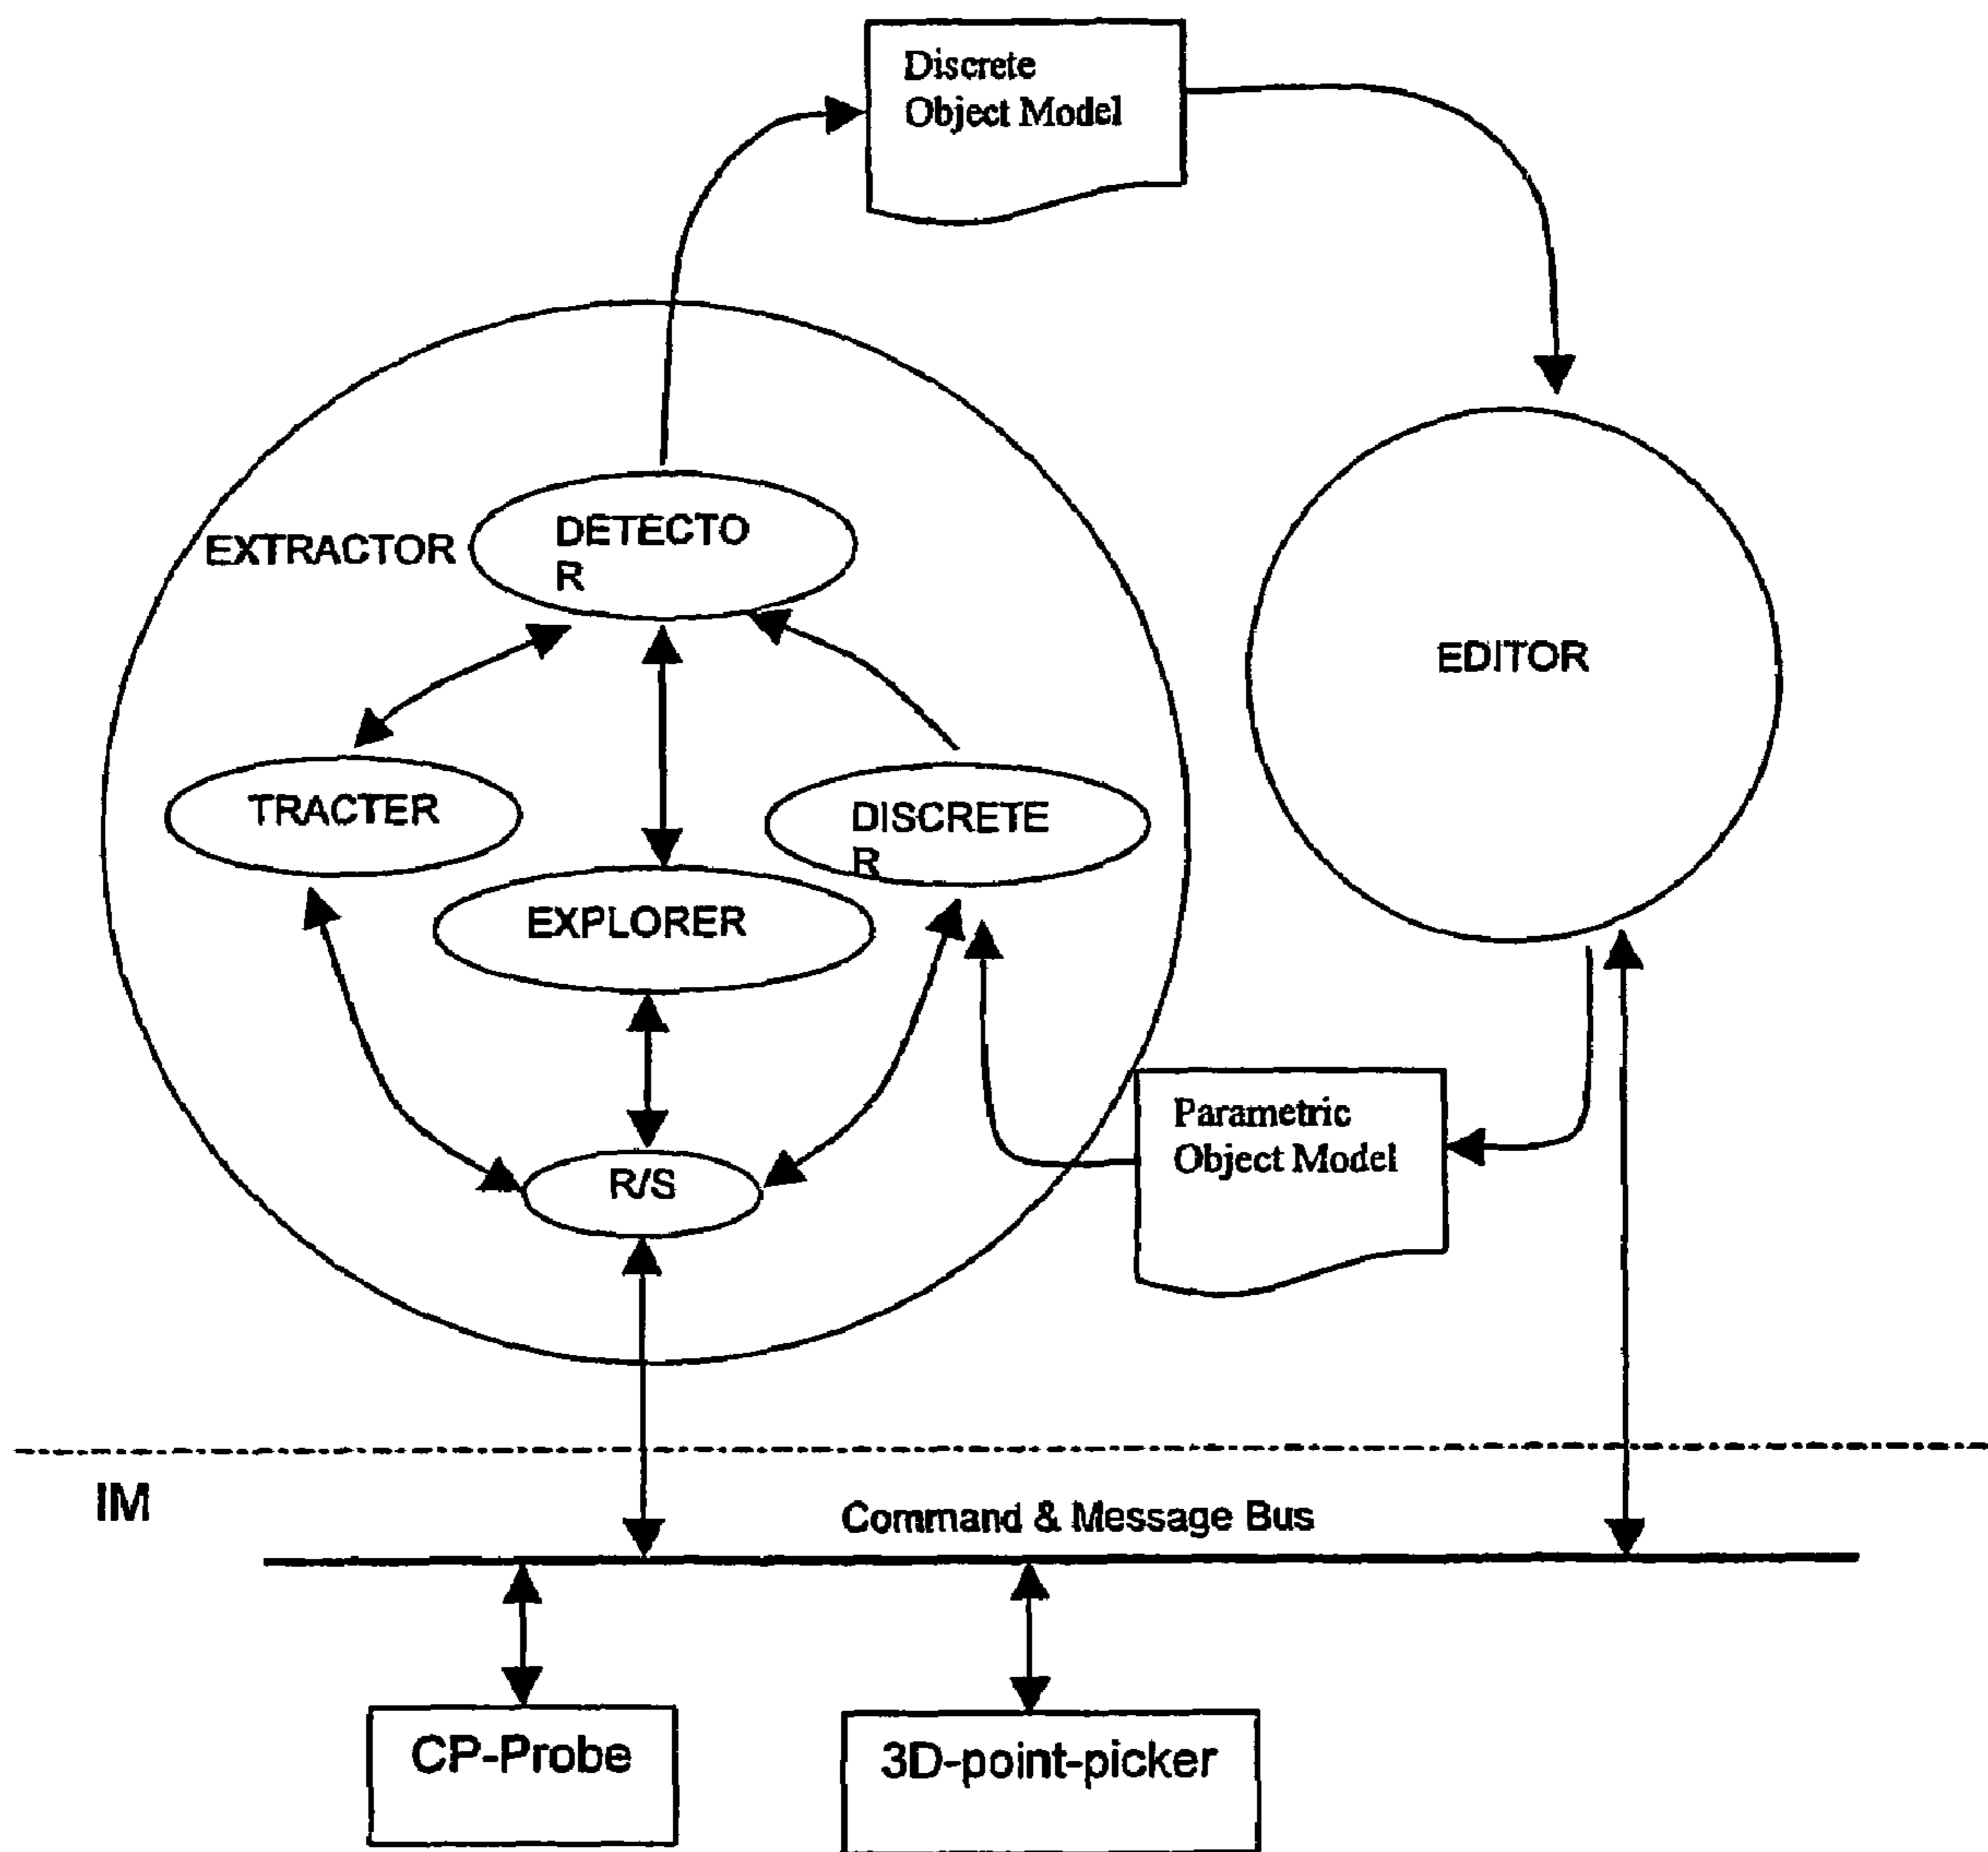 Discrete
Object Model
EXTRACTOR
DETECTO
R
EDITOR
TRACTER
DISCRETE
R
EXPLORER
Parametric
Object Model
R/S
IM
Command & Message Bus
CP-Probe
3D-point-picker